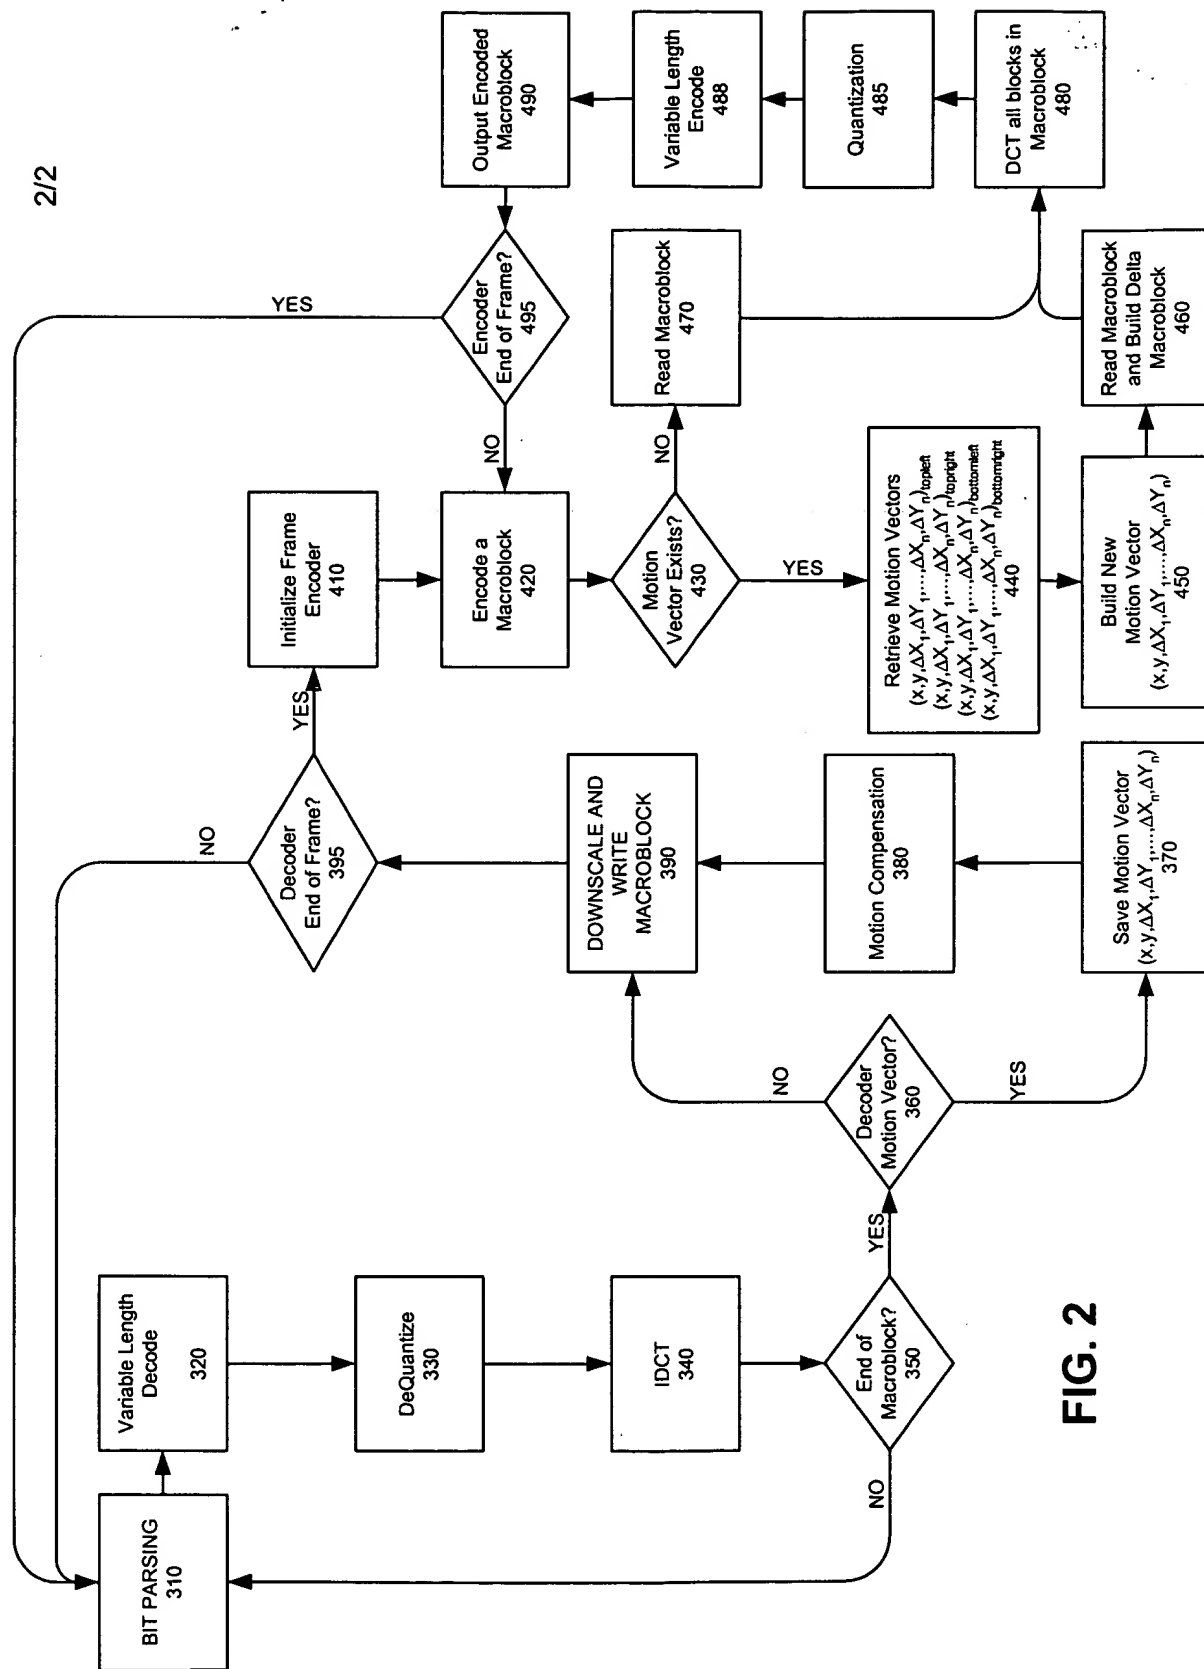 2/2
BIT PARSING
310
Variable Length
Decode
320
DeQuantize
330
IDCT
340
End of
Macroblock?
350
NO
YES
Decoder
Motion Vector?
360
NO
YES
Save Motion Vector
(x,y,ΔX₁,ΔY₁,...,ΔXₙ,ΔYₙ)
370
Motion Compensation
380
DOWNSCALE AND
WRITE
MACROBLOCK
390
Decoder
End of Frame?
395
NO
YES
Initialize Frame
Encoder
410
Encode a
Macroblock
420
Motion
Vector Exists?
430
NO
YES
Retrieve Motion Vectors
(x,y,ΔX₁,ΔY₁,...,ΔXₙ,ΔYₙ)topleft
(x,y,ΔX₁,ΔY₁,...,ΔXₙ,ΔYₙ)topright
(x,y,ΔX₁,ΔY₁,...,ΔXₙ,ΔYₙ)bottomleft
(x,y,ΔX₁,ΔY₁,...,ΔXₙ,ΔYₙ)bottomright
440
Build New
Motion Vector
(x,y,ΔX₁,ΔY₁,...,ΔXₙ,ΔYₙ)
450
Read Macroblock
and Build Delta
Macroblock
460
Read Macroblock
470
DCT all blocks in
Macroblock
480
Quantization
485
Variable Length
Encode
488
Output Encoded
Macroblock
490
Encoder
End of Frame?
495
YES
NO
FIG. 2